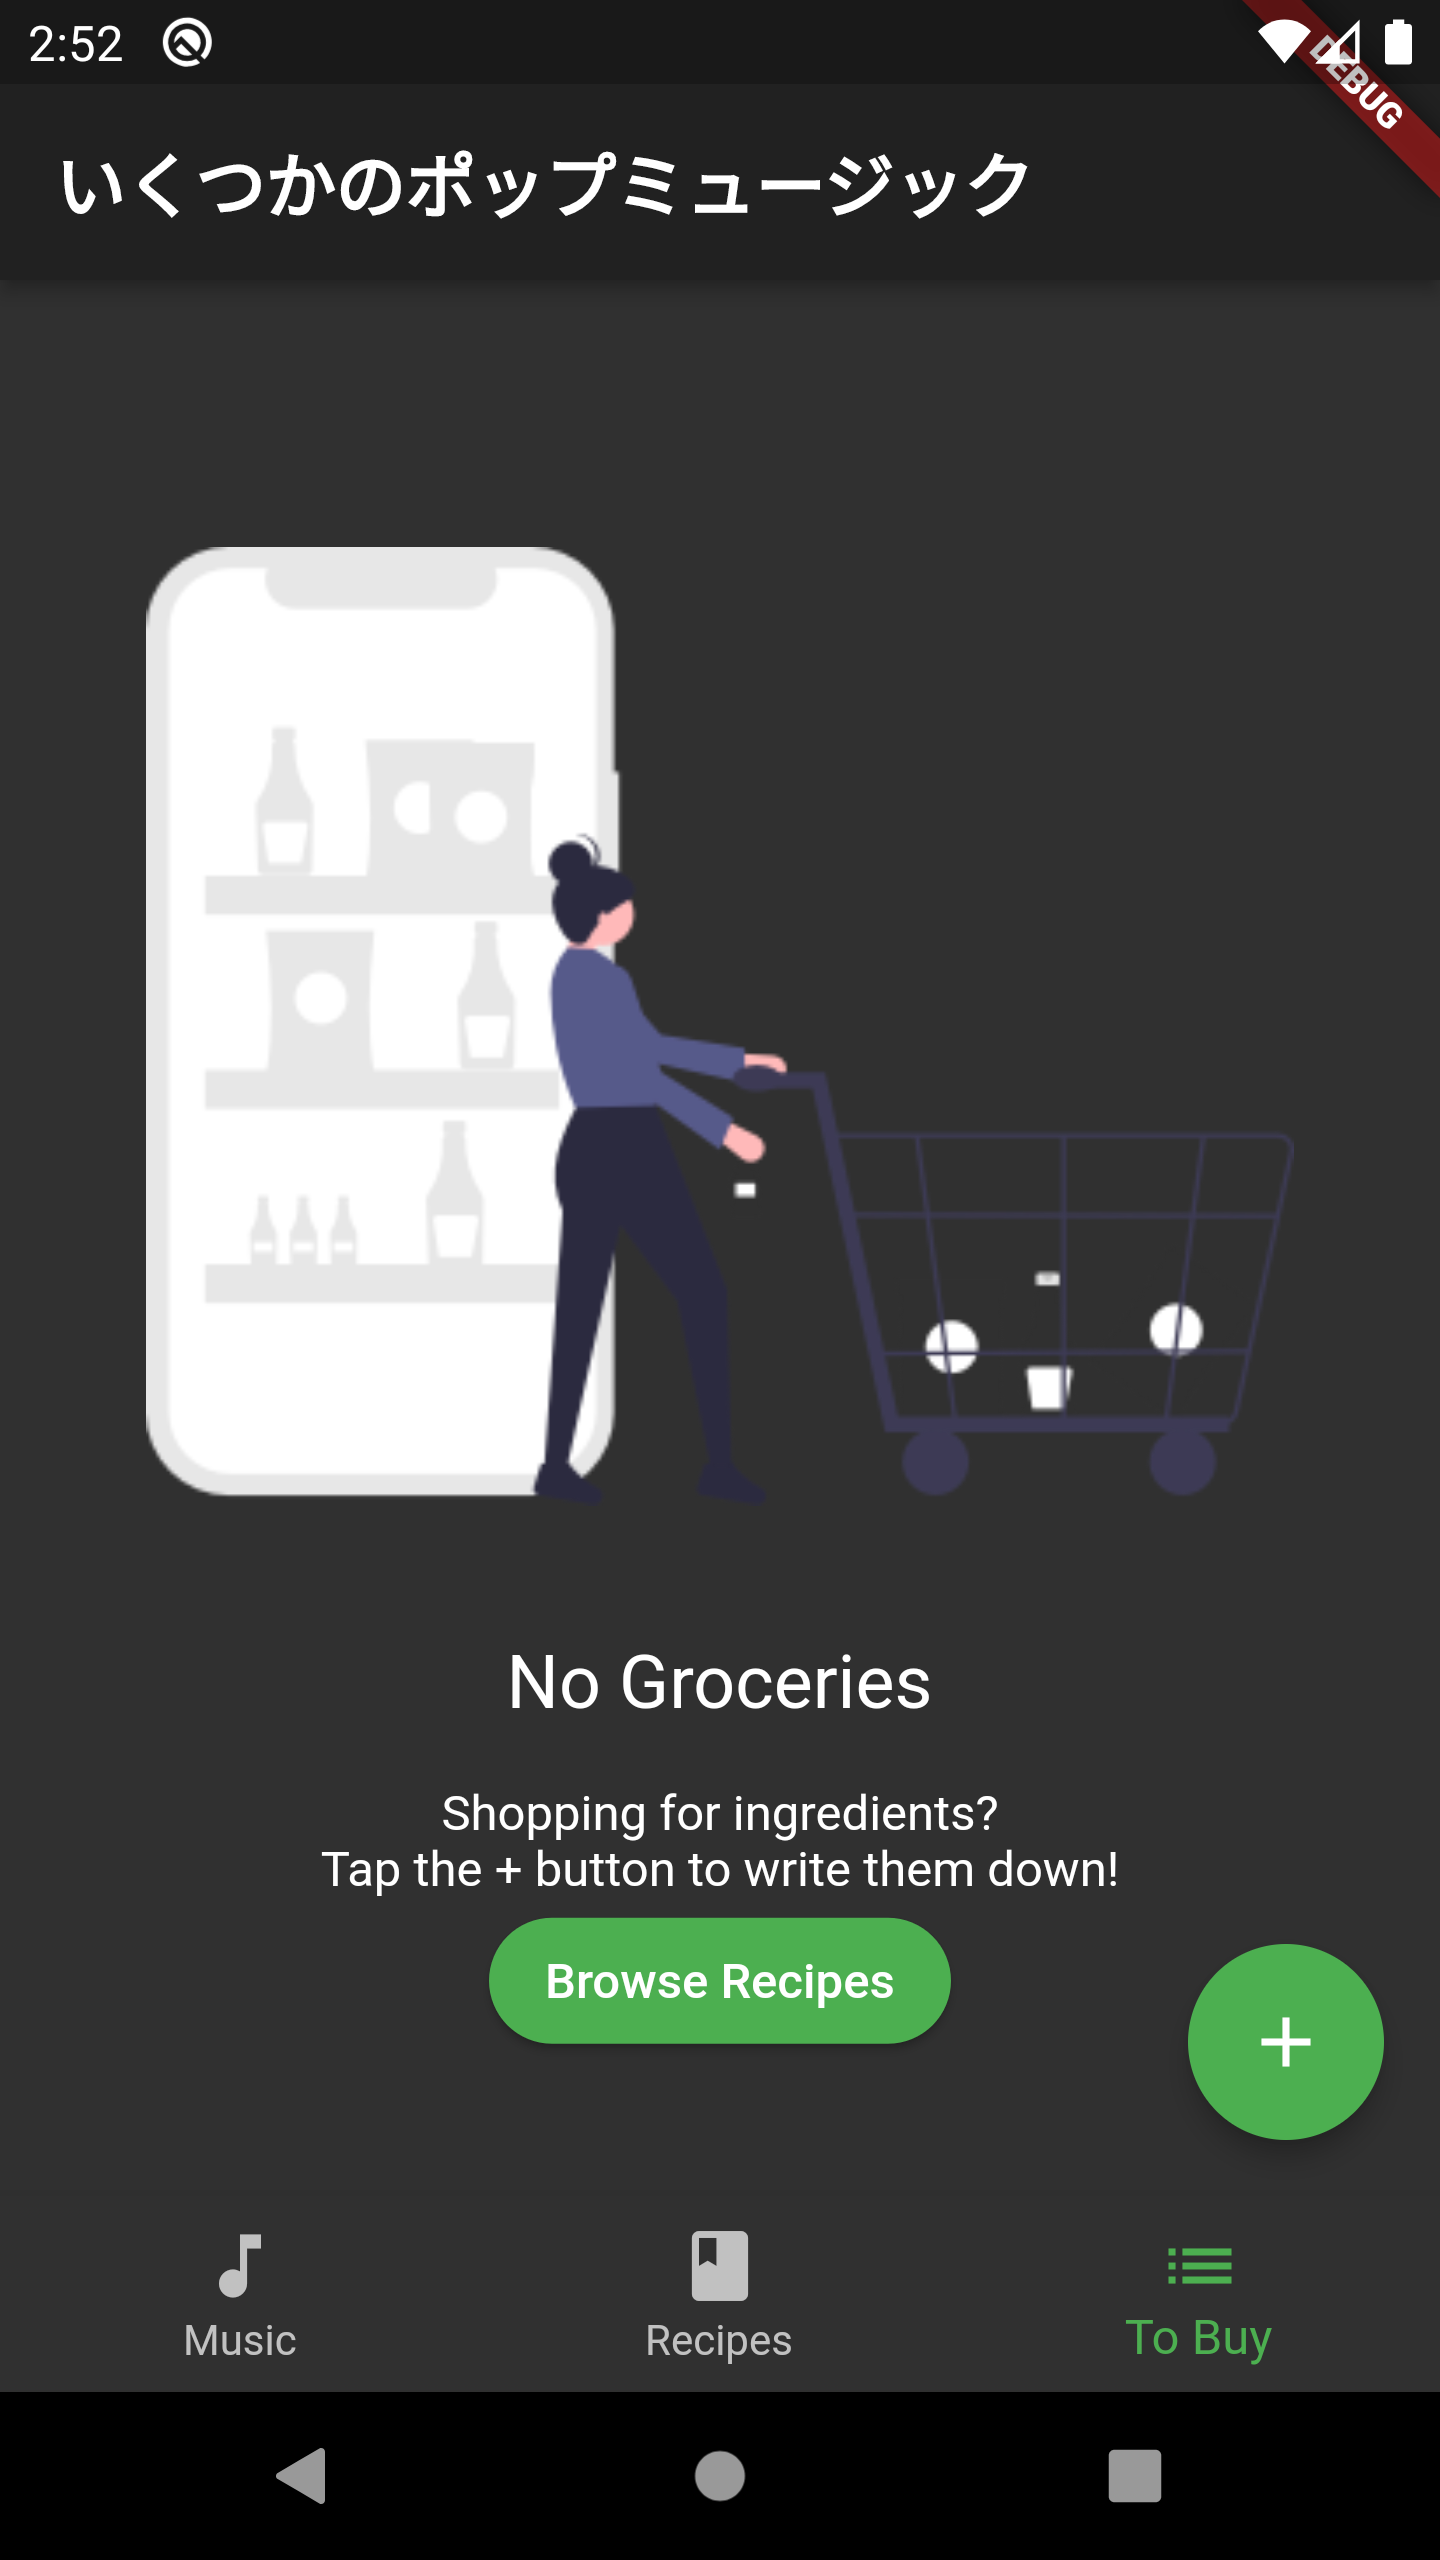 2:52
DEBUG
いくつかのポップミュージック
No Groceries
Shopping for ingredients?
Tap the + button to write them down!
Browse Recipes
+
Music
Recipes
To Buy